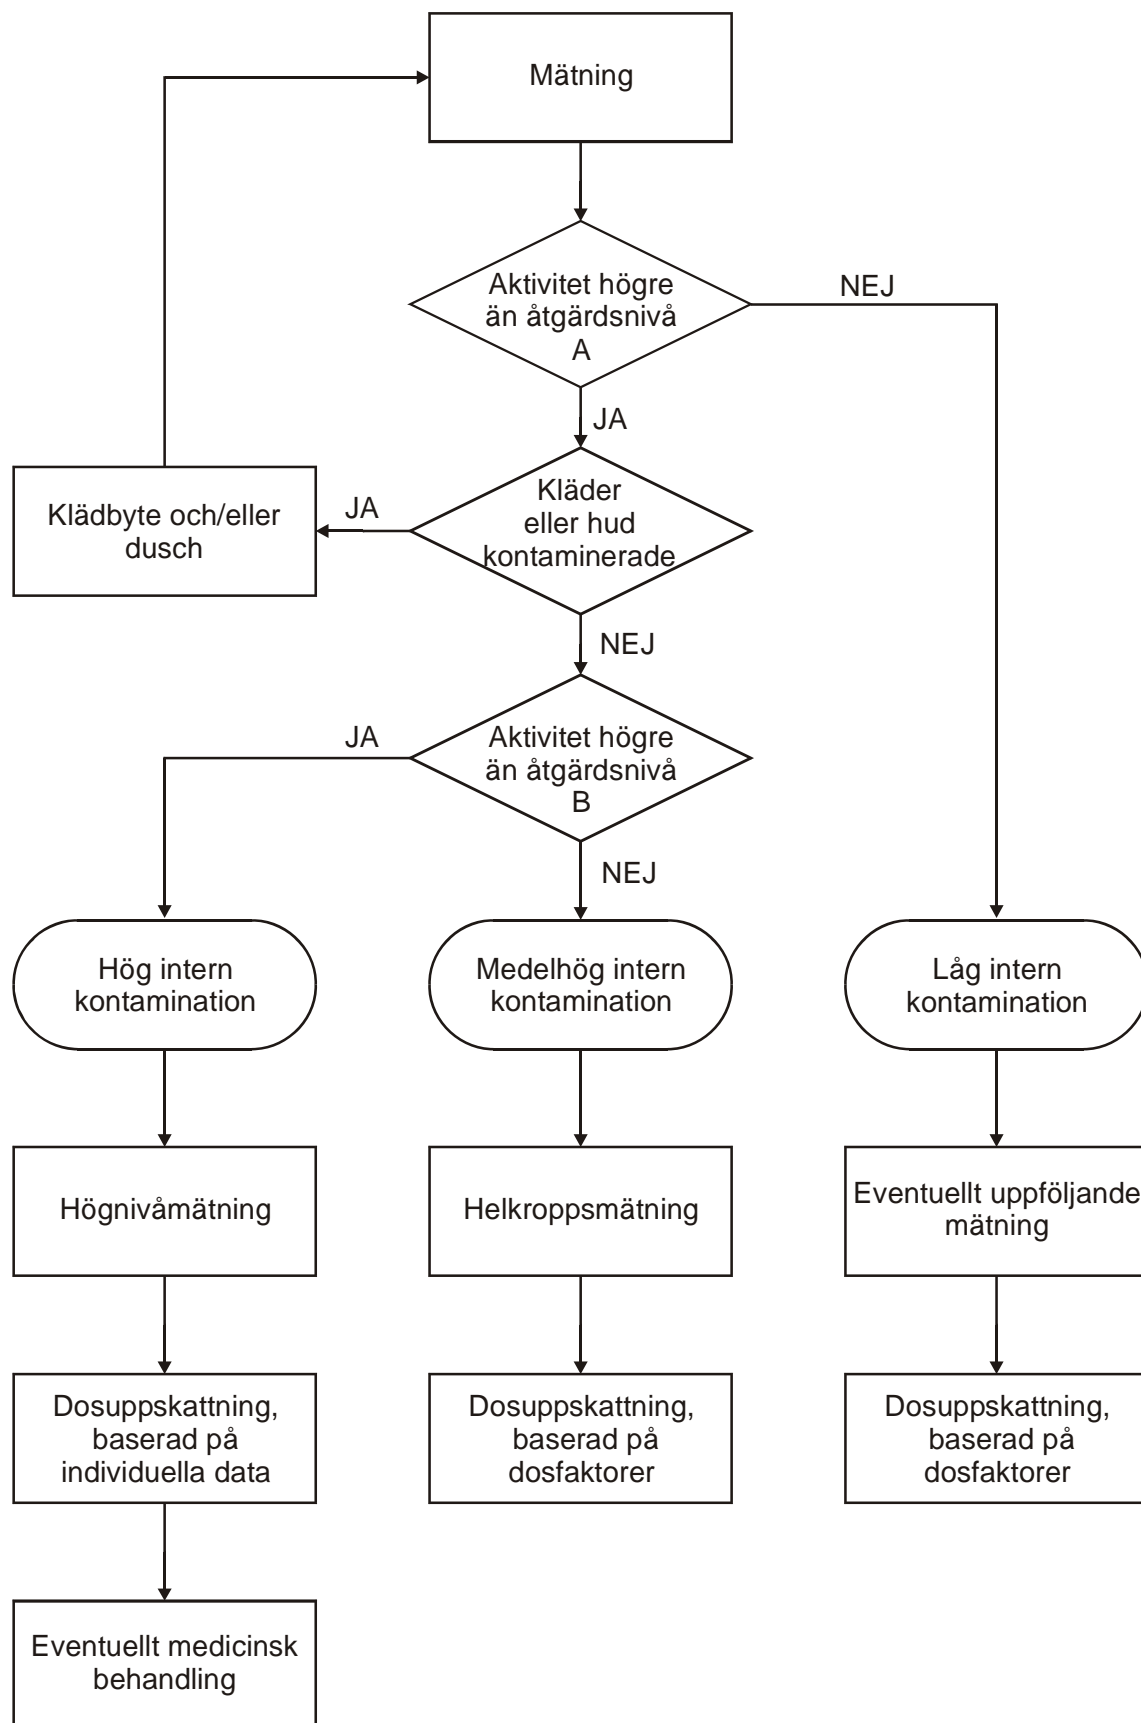 Mätning
Aktivitet högre
än åtgärdsnivå
A
NEJ
JA
Kläder
eller hud
kontaminerade
JA
Klädbyte och/eller
dusch
NEJ
Aktivitet högre
än åtgärdsnivå
B
JA
NEJ
Hög intern
kontamination
Medelhög intern
kontamination
Låg intern
kontamination
Högnivåmätning
Helkroppsmätning
Eventuellt uppföljande
mätning
Dosuppskattning,
baserad på
individuella data
Dosuppskattning,
baserad på
dosfaktorer
Dosuppskattning,
baserad på
dosfaktorer
Eventuellt medicinsk
behandling